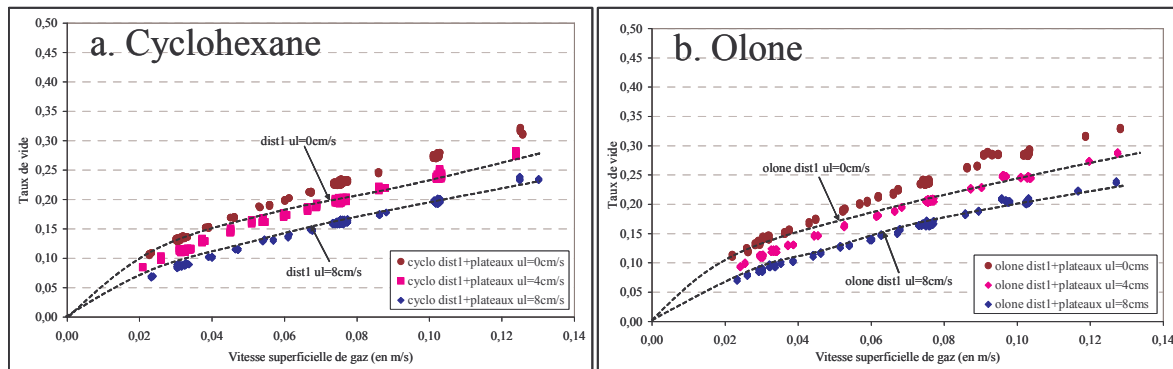 a. Cyclohexane
Taux de vide
0,50
0,45
0,40
0,35
0,30
0,25
0,20
0,15
0,10
0,05
0,00
dist1 ul=0cm/s
dist1 ul=8cm/s
cyclo dist1+plateaux ul=0cm/s
cyclo dist1+plateaux ul=4cm/s
cyclo dist1+plateaux ul=8cm/s
0,00 0,02 0,04 0,06 0,08 0,10 0,12 0,14
Vitesse superficielle de gaz (en m/s)
b. Olone
Taux de vide
0,50
0,45
0,40
0,35
0,30
0,25
0,20
0,15
0,10
0,05
0,00
olone dist1 ul=0cm/s
olone dist1 ul=8cm/s
olone dist1+plateaux ul=0cms
olone dist1+plateaux ul=4cms
olone dist1+plateaux ul=8cms
0,00 0,02 0,04 0,06 0,08 0,10 0,12 0,14
Vitesse superficielle de gaz (en m/s)